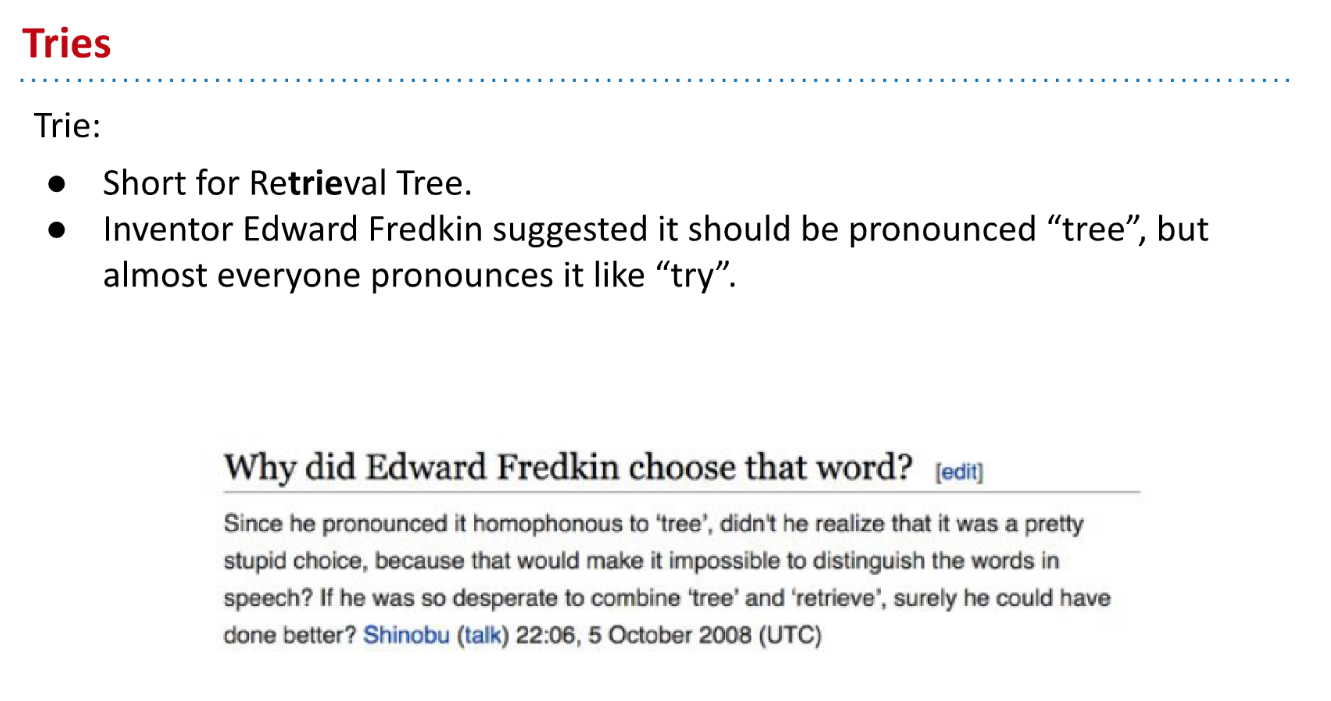 Tries
Trie:
● Short for Retrieval Tree.
● Inventor Edward Fredkin suggested it should be pronounced “tree”, but
almost everyone pronounces it like “try”.
Why did Edward Fredkin choose that word? [edit]
Since he pronounced it homophonous to ‘tree’, didn't he realize that it was a pretty
stupid choice, because that would make it impossible to distinguish the words in
speech? If he was so desperate to combine ‘tree’ and ‘retrieve’, surely he could have
done better? Shinobu (talk) 22:06, 5 October 2008 (UTC)